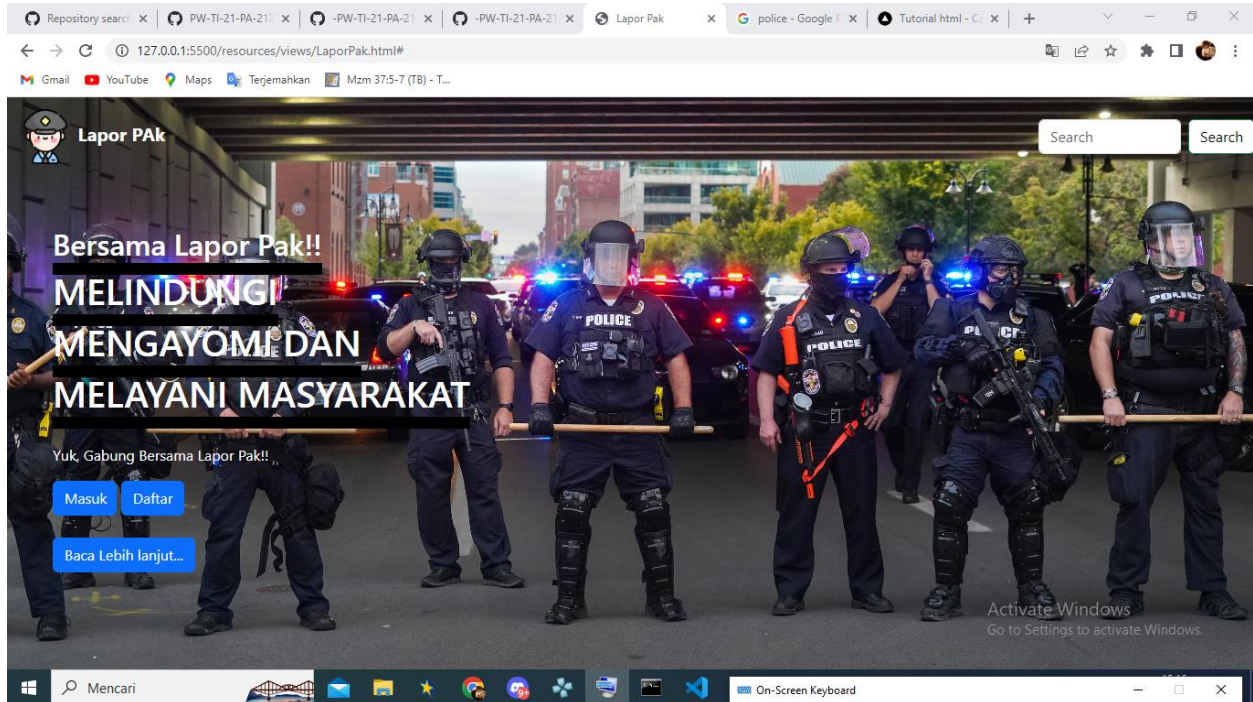 Repository search
PW-TI-21-PA-212
-PW-TI-21-PA-21
-PW-TI-21-PA-21
Lapor Pak
police - Google
Tutorial html - Ca
127.0.0.1:5500/resources/views/LaporPak.html#
Gmail
YouTube
Maps
Terjemahkan
Mzm 37:5-7 (TB) - T...
Lapor PAk
Search
Search
Bersama Lapor Pak!!
MELINDUNGI
MENGAYOMI DAN
MELAYANI MASYARAKAT
POLICE
POLICE
POLICE
Yuk, Gabung Bersama Lapor Pak!!
Masuk
Daftar
Baca Lebih lanjut...
Activate Windows
Go to Settings to activate Windows.
Mencari
On-Screen Keyboard